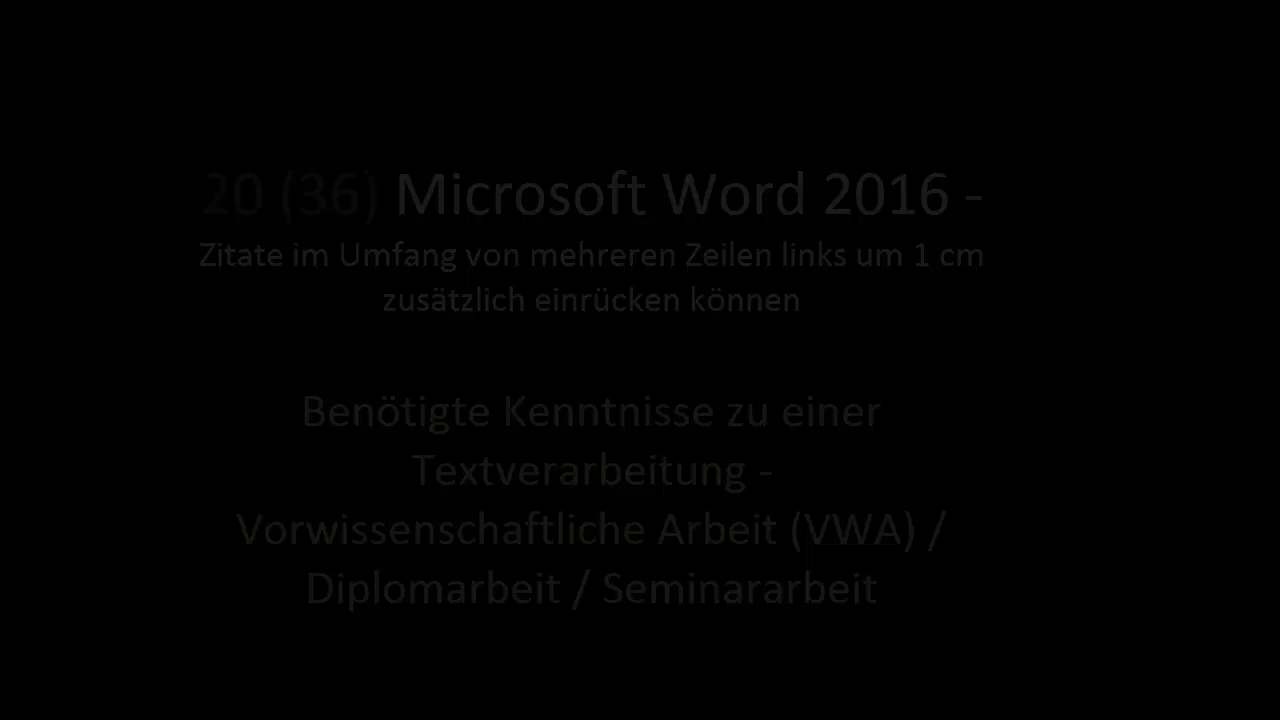 20 (36) Microsoft Word 2016 -
Zitate im Umfang von mehreren Zeilen links um 1 cm
zusätzlich einrücken können
Benötigte Kenntnisse zu einer
Textverarbeitung -
Vorwissenschaftliche Arbeit (VWA) /
Diplomarbeit / Seminararbeit